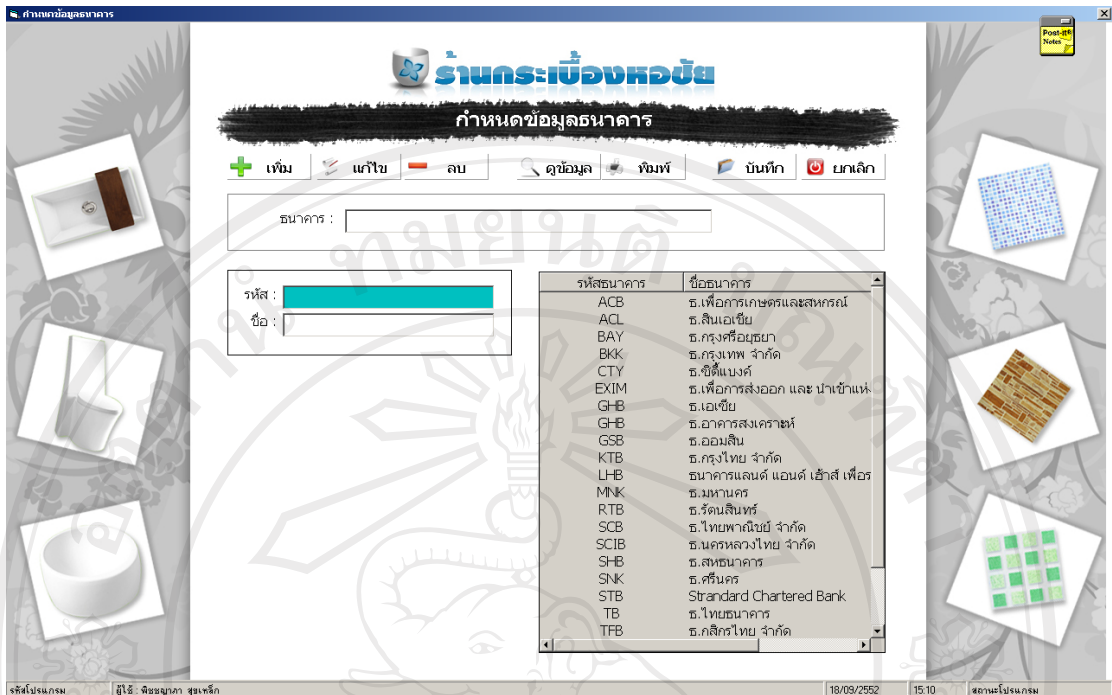 กำหนดข้อมูลธนาคาร
Post-it®
Notes
ร้านกระเบื้องหอชัย
กำหนดข้อมูลธนาคาร
เพิ่ม แก้ไข ลบ ดูข้อมูล พิมพ์ บันทึก ยกเลิก
ธนาคาร :
รหัส :
ชื่อ :
รหัสธนาคาร ชื่อธนาคาร
ACB ธ.เพื่อการเกษตรและสหกรณ์
ACL ธ.สินเอเซีย
BAY ธ.กรุงศรีอยุธยา
BKK ธ.กรุงเทพ จำกัด
CTY ธ.ซิตี้แบงค์
EXIM ธ.เพื่อการส่งออก และ นำเข้าแห่
GHB ธ.เอเซีย
GHB ธ.อาคารสงเคราะห์
GSB ธ.ออมสิน
KTB ธ.กรุงไทย จำกัด
LHB ธนาคารแลนด์ แอนด์ เฮ้าส์ เพื่อร
MNK ธ.มหานคร
RTB ธ.รัตนสินทร์
SCB ธ.ไทยพาณิชย์ จำกัด
SCIB ธ.นครหลวงไทย จำกัด
SHB ธ.สหธนาคาร
SNK ธ.ศรีนคร
STB Strandard Chartered Bank
TB ธ.ไทยธนาคาร
TFB ธ.กสิกรไทย จำกัด
รหัสโปรแกรม ผู้ใช้ : พิชชญาภา สุขเหล็ก 18/09/2552 15:10 สถานะโปรแกรม